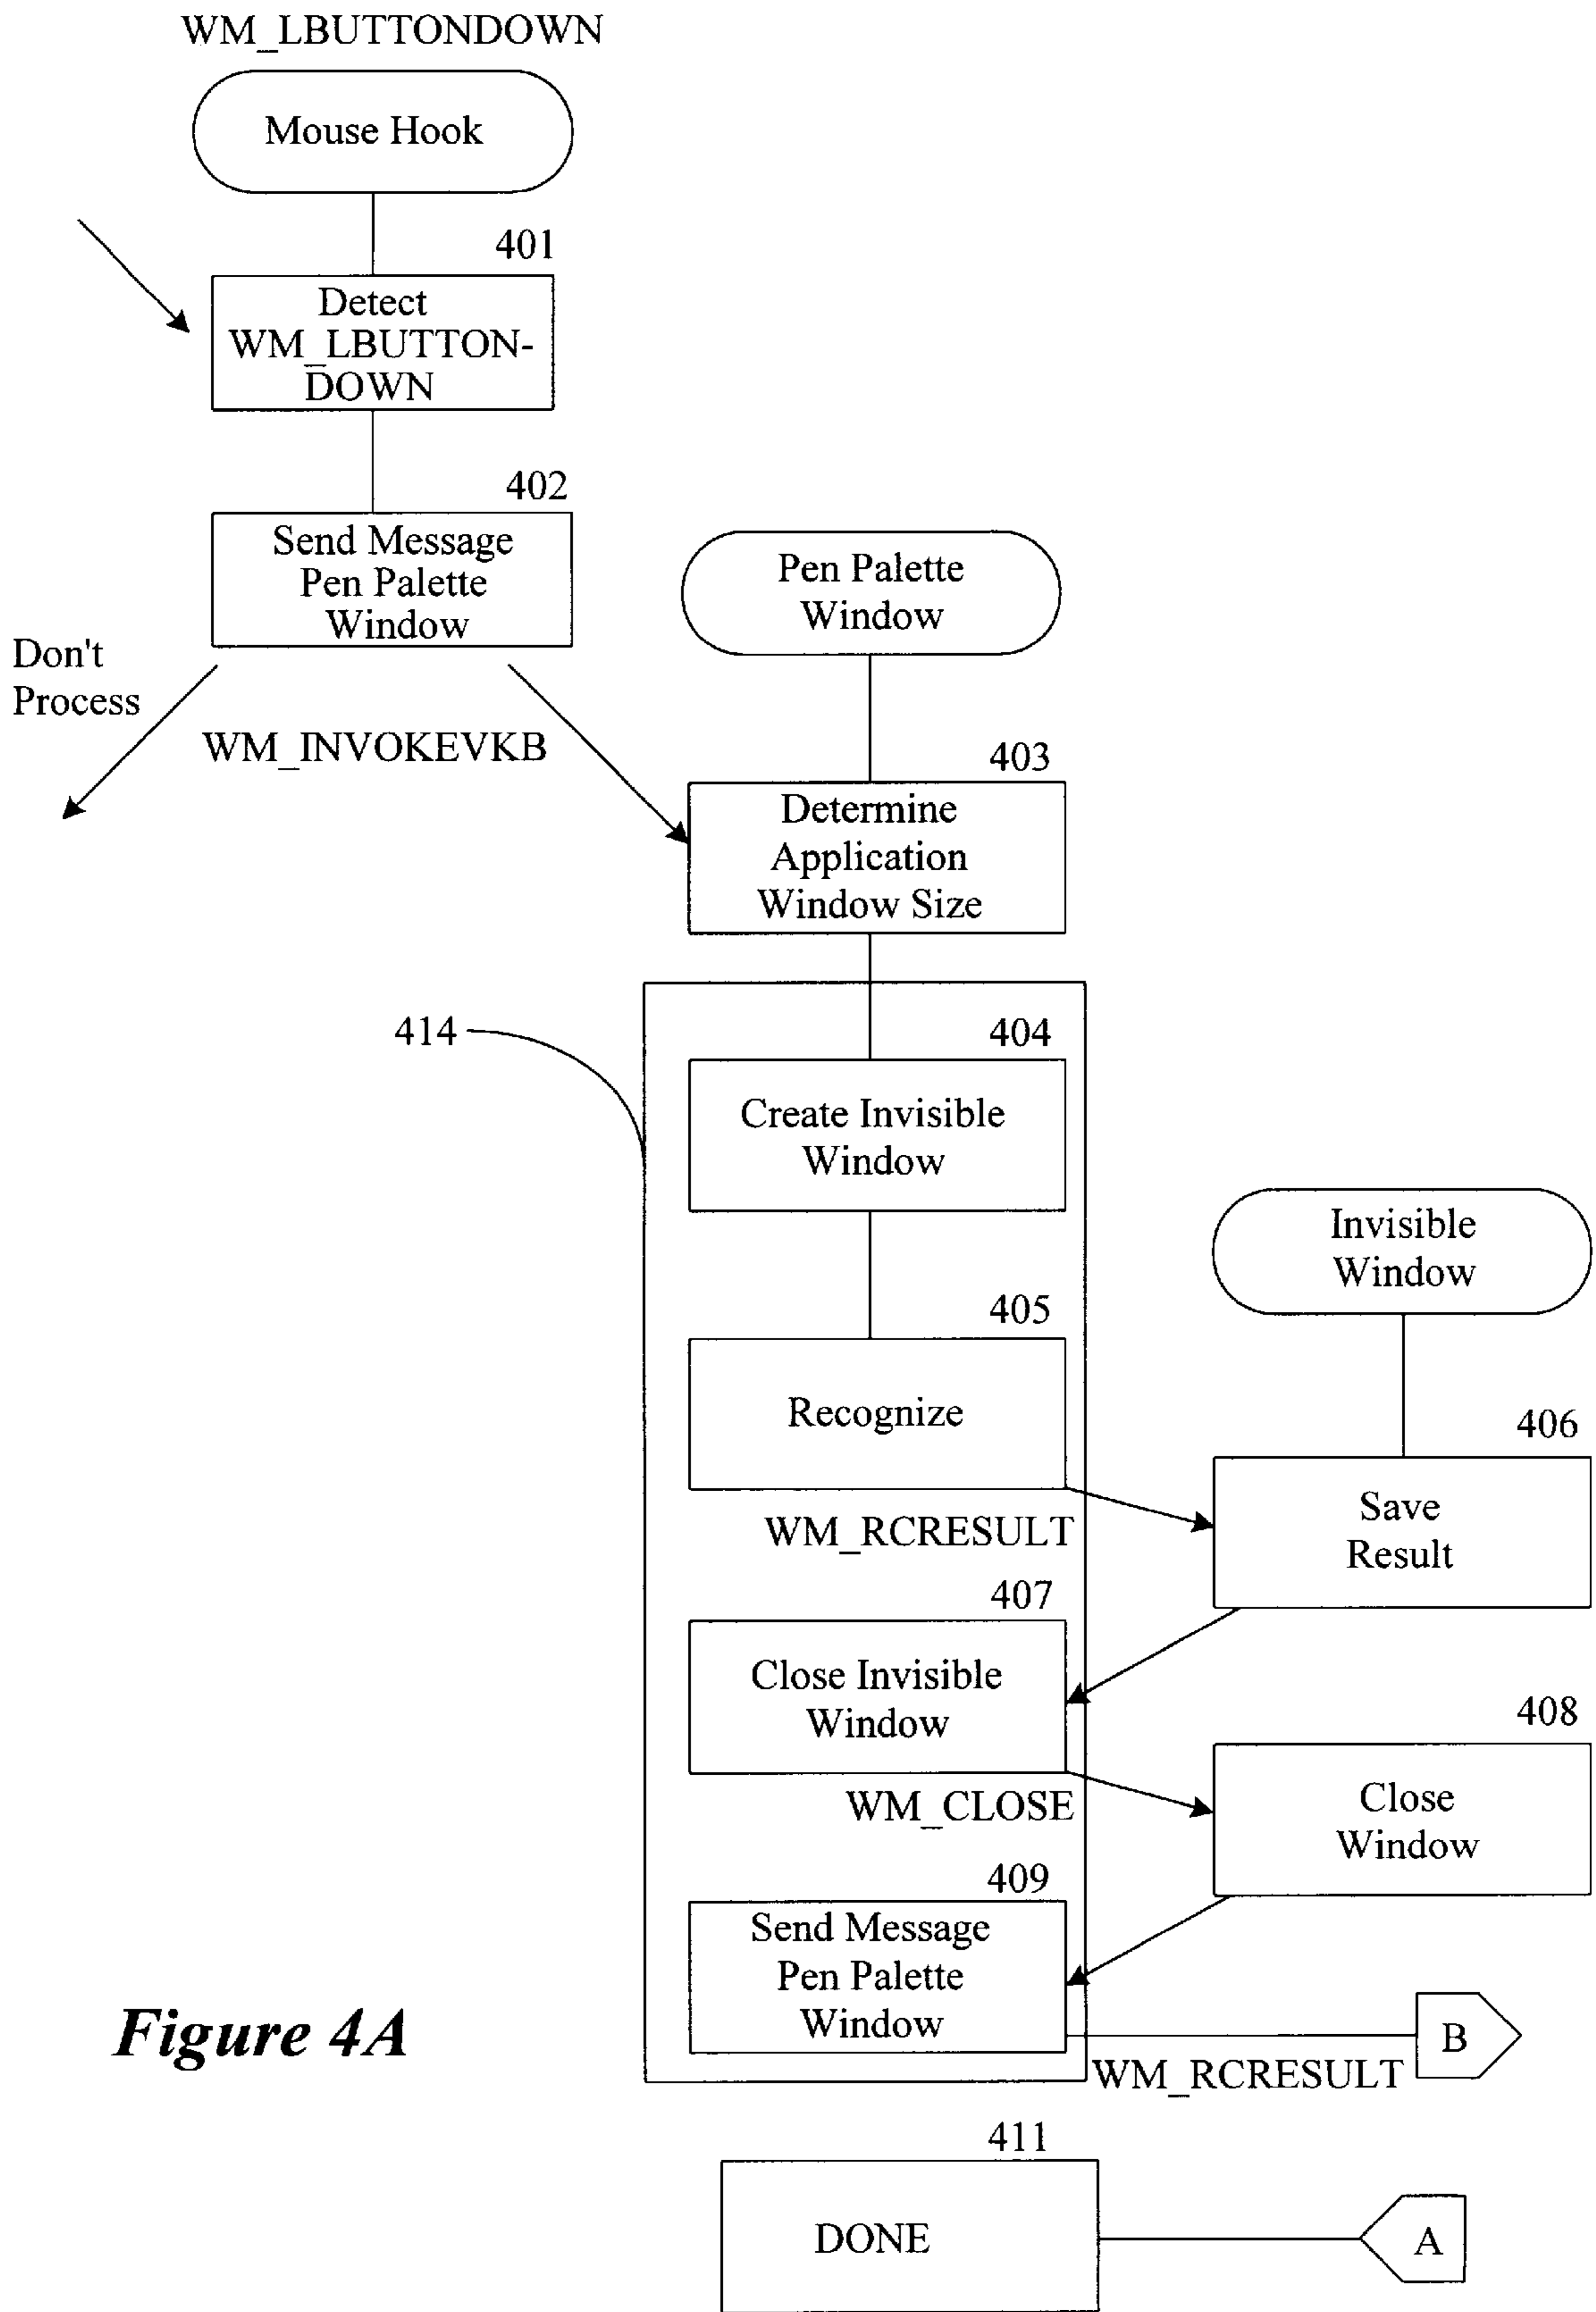 WM_LBUTTONDOWN
Mouse Hook
401
Detect
WM_LBUTTON-
DOWN
402
Send Message
Pen Palette
Window
Don't
Process
WM_INVOKEVKB
Pen Palette
Window
403
Determine
Application
Window Size
414
404
Create Invisible
Window
Invisible
Window
405
Recognize
WM_RCRESULT
406
Save
Result
407
Close Invisible
Window
WM_CLOSE
408
Close
Window
409
Send Message
Pen Palette
Window
WM_RCRESULT
B
Figure 4A
411
DONE
A